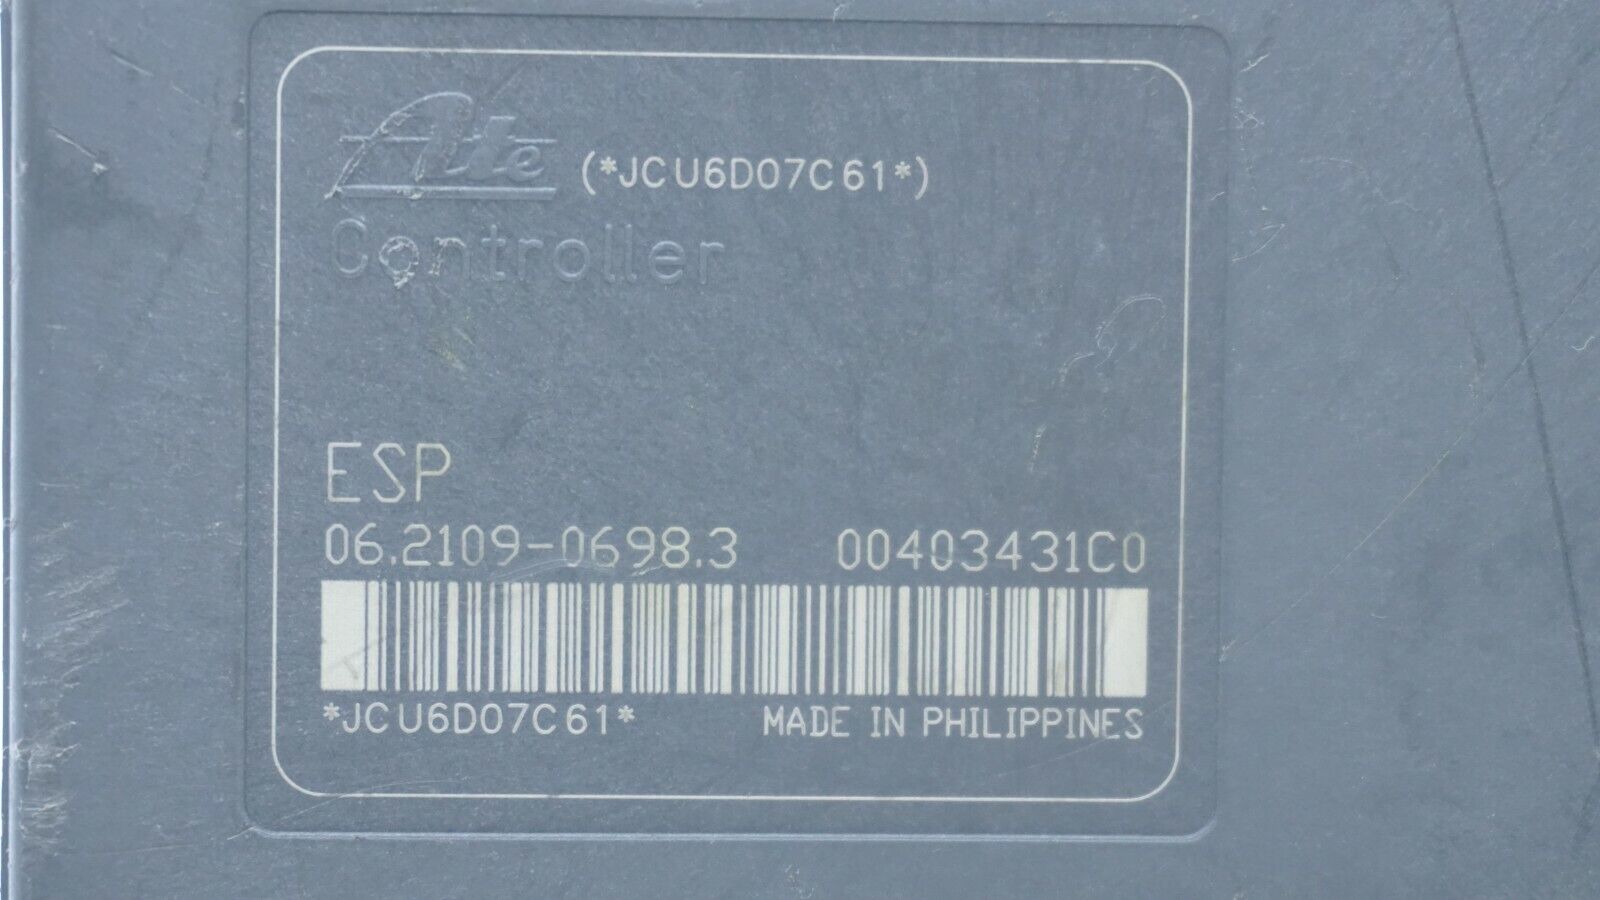 Ate (*JCU6D07C61*)
Controller
ESP
06.2109-0698.3 00403431C0
*JCU6D07C61* MADE IN PHILIPPINES